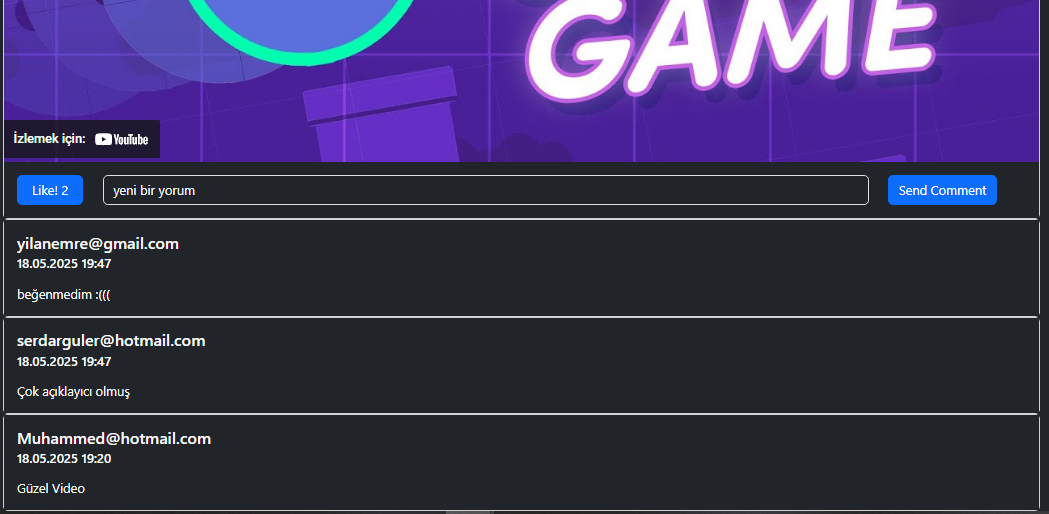 GAME
İzlemek için: YouTube
Like! 2 yeni bir yorum Send Comment
yilanemre@gmail.com
18.05.2025 19:47
beğenmedim :(((
serdarguler@hotmail.com
18.05.2025 19:47
Çok açıklayıcı olmuş
Muhammed@hotmail.com
18.05.2025 19:20
Güzel Video